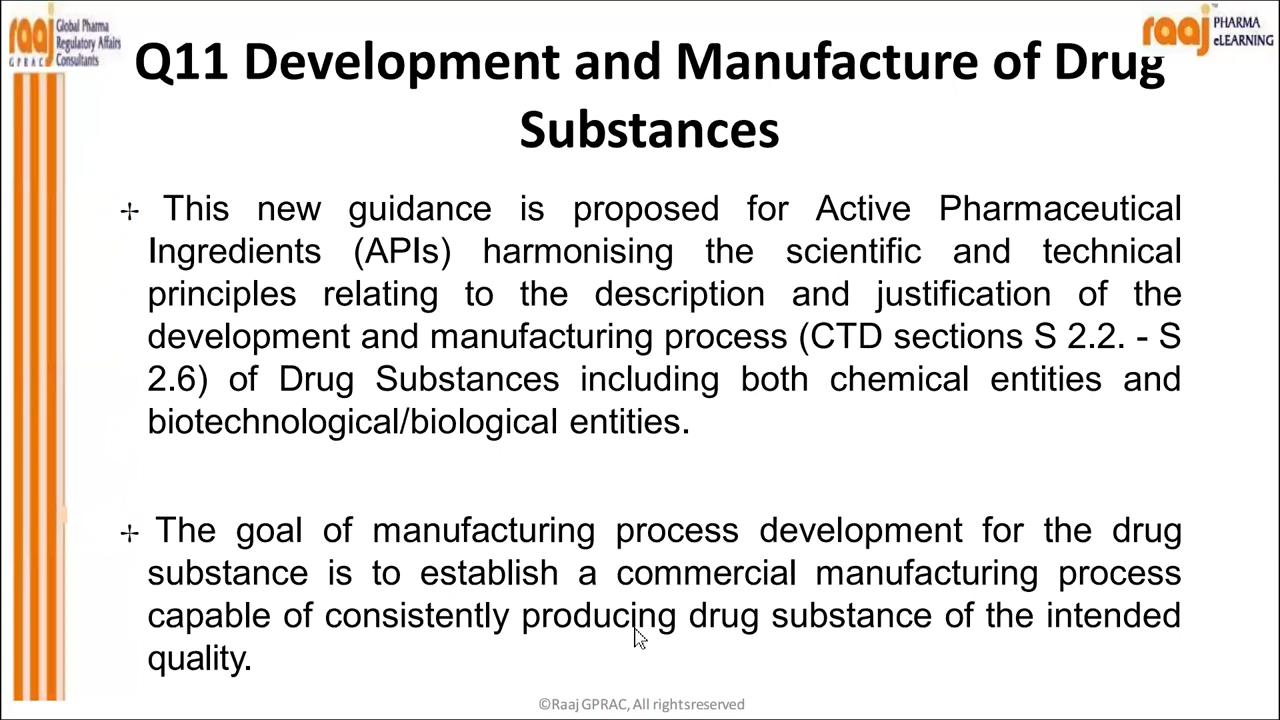 raaj Global Pharma
Regulatory Affairs
GPRAC Consultants
raaj PHARMA
eLEARNING
Q11 Development and Manufacture of Drug
Substances
This new guidance is proposed for Active Pharmaceutical
Ingredients (APIs) harmonising the scientific and technical
principles relating to the description and justification of the
development and manufacturing process (CTD sections S 2.2. - S
2.6) of Drug Substances including both chemical entities and
biotechnological/biological entities.
The goal of manufacturing process development for the drug
substance is to establish a commercial manufacturing process
capable of consistently producing drug substance of the intended
quality.
©Raaj GPRAC, All rightsreserved